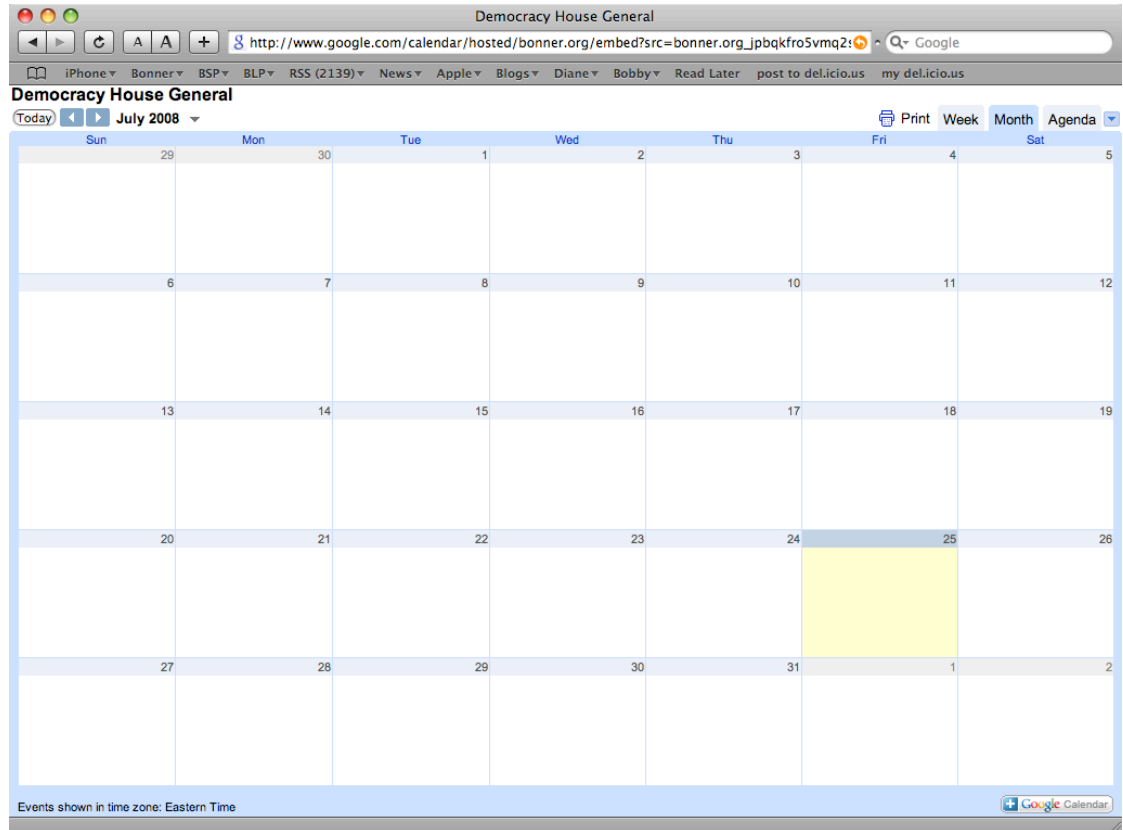 Democracy House General
A A + 8 http://www.google.com/calendar/hosted/bonner.org/embed?src=bonner.org_jpbqkfro5vmq2s Q Google
iPhone Bonner BSP BLP RSS (2139) News Apple Blogs Diane Bobby Read Later post to del.icio.us my del.icio.us
Democracy House General
Today July 2008 Print Week Month Agenda
Sun Mon Tue Wed Thu Fri Sat
29 30 1 2 3 4 5
6 7 8 9 10 11 12
13 14 15 16 17 18 19
20 21 22 23 24 25 26
27 28 29 30 31 1 2
Events shown in time zone: Eastern Time
+ Google Calendar